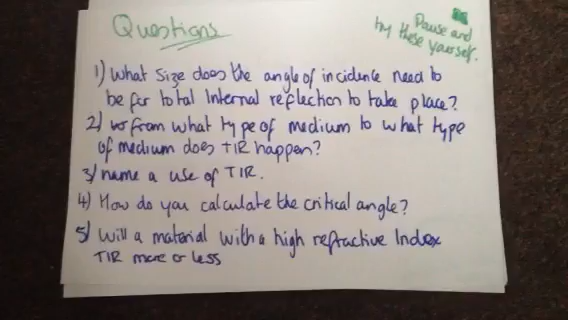 Questions
Pause and
try these yourself.
1) What size does the angle of incidence need to
be for total Internal reflection to take place?
2) from what type of medium to what type
of medium does TIR happen?
3) name a use of TIR.
4) How do you calculate the critical angle?
5) Will a material with a high refractive Index
TIR more or less